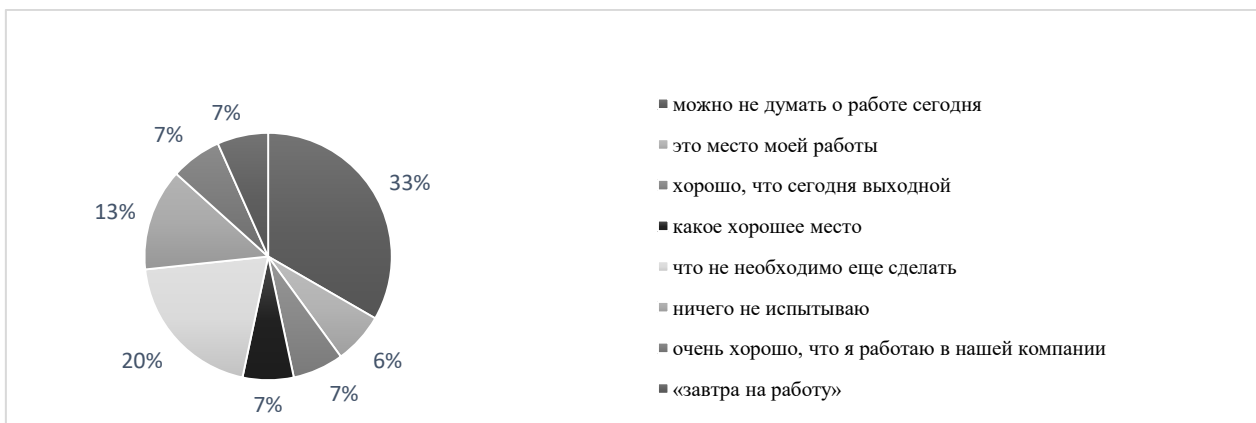 7%
7%
33%
13%
20%
6%
7%
7%
можно не думать о работе сегодня
это место моей работы
хорошо, что сегодня выходной
какое хорошее место
что не необходимо еще сделать
ничего не испытываю
очень хорошо, что я работаю в нашей компании
«завтра на работу»